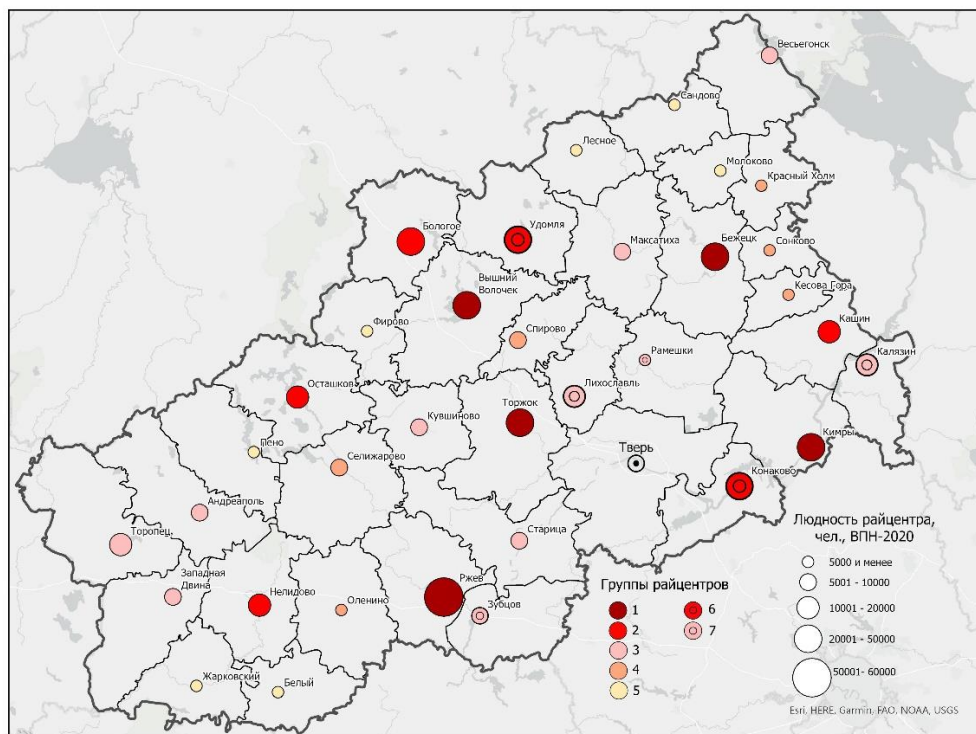 Весьегонск
Сандово
Лесное
Молоково
Красный Холм
Бологое
Удомля
Максатиха
Бежецк
Сонково
Вышний
Волочек
Кесова Гора
Фирово
Спирово
Кашин
Рамешки
Калязин
Осташков
Лихославль
Кувшиново
Торжок
Кимры
Пено
Селижарово
Тверь
Конаково
Андреаполь
Торопец
Старица
Западная
Двина
Нелидово
Оленино
Ржев
Зубцов
Жарковский
Белый
Группы
райцентров
1
2
3
4
5
6
7
Людность райцентра,
чел., ВПН-2020
5000 и менее
5001 - 10000
10001 - 20000
20001 - 50000
50001- 60000
Esri, HERE, Garmin, FAO, NOAA, USGS